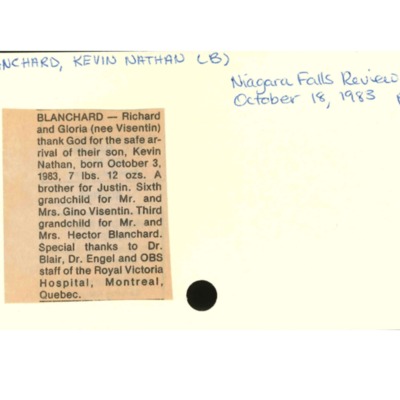 NCHARD, KEVIN NATHAN (B)
Niagara Falls Review
October 18, 1983
BLANCHARD — Richard
and Gloria (nee Visentin)
thank God for the safe ar-
rival of their son, Kevin
Nathan, born October 3,
1983, 7 lbs. 12 ozs. A
brother for Justin. Sixth
grandchild for Mr. and
Mrs. Gino Visentin. Third
grandchild for Mr. and
Mrs. Hector Blanchard.
Special thanks to Dr.
Blair, Dr. Engel and OBS
staff of the Royal Victoria
Hospital, Montreal,
Quebec.